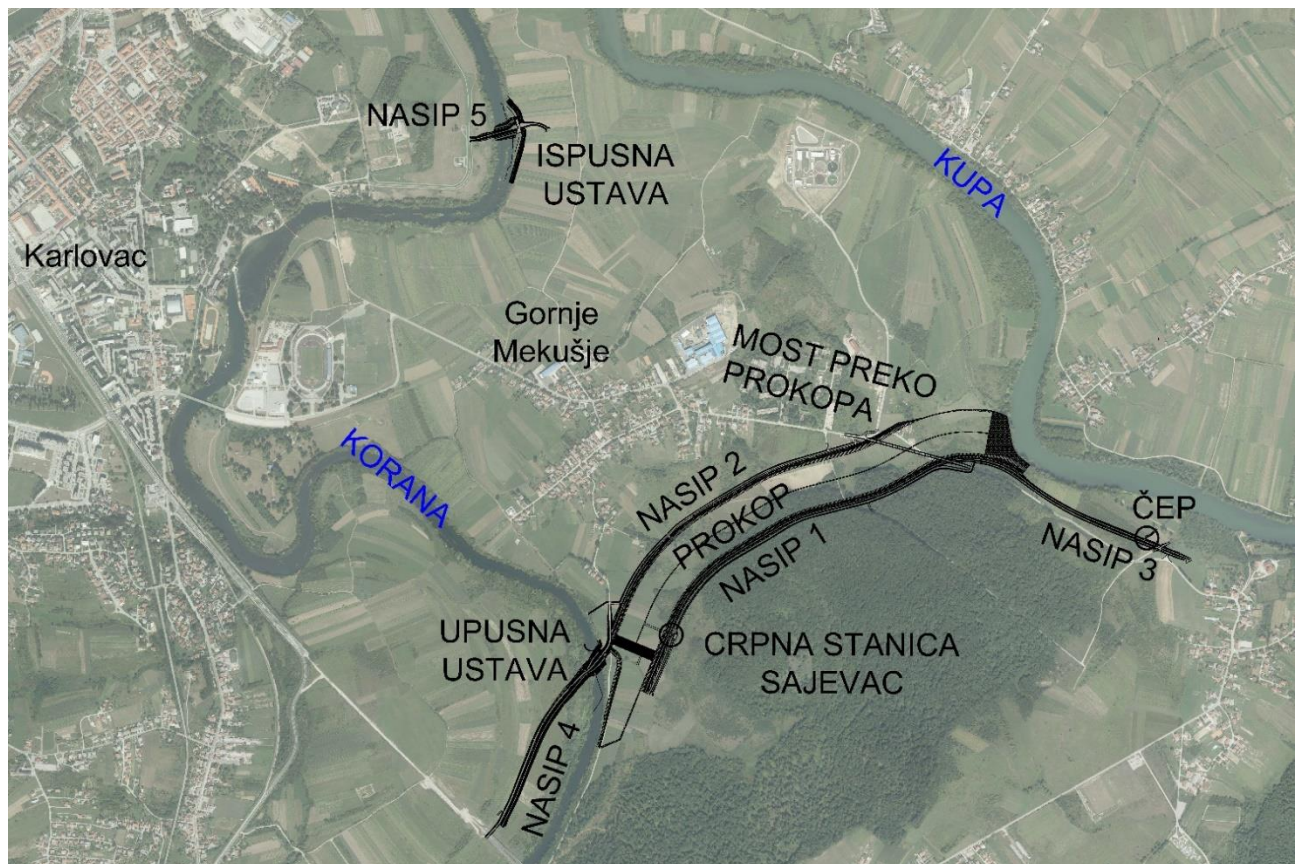 NASIP 5
ISPUSNA
USTAVA
KUPA
Karlovac
Gornje
Mekušje
MOST PREKO
PROKOPA
KORANA
NASIP 2
PROKOP
NASIP 1
ČEP
NASIP 3
UPUSNA
USTAVA
CRPNA STANICA
SAJEVAC
NASIP 4